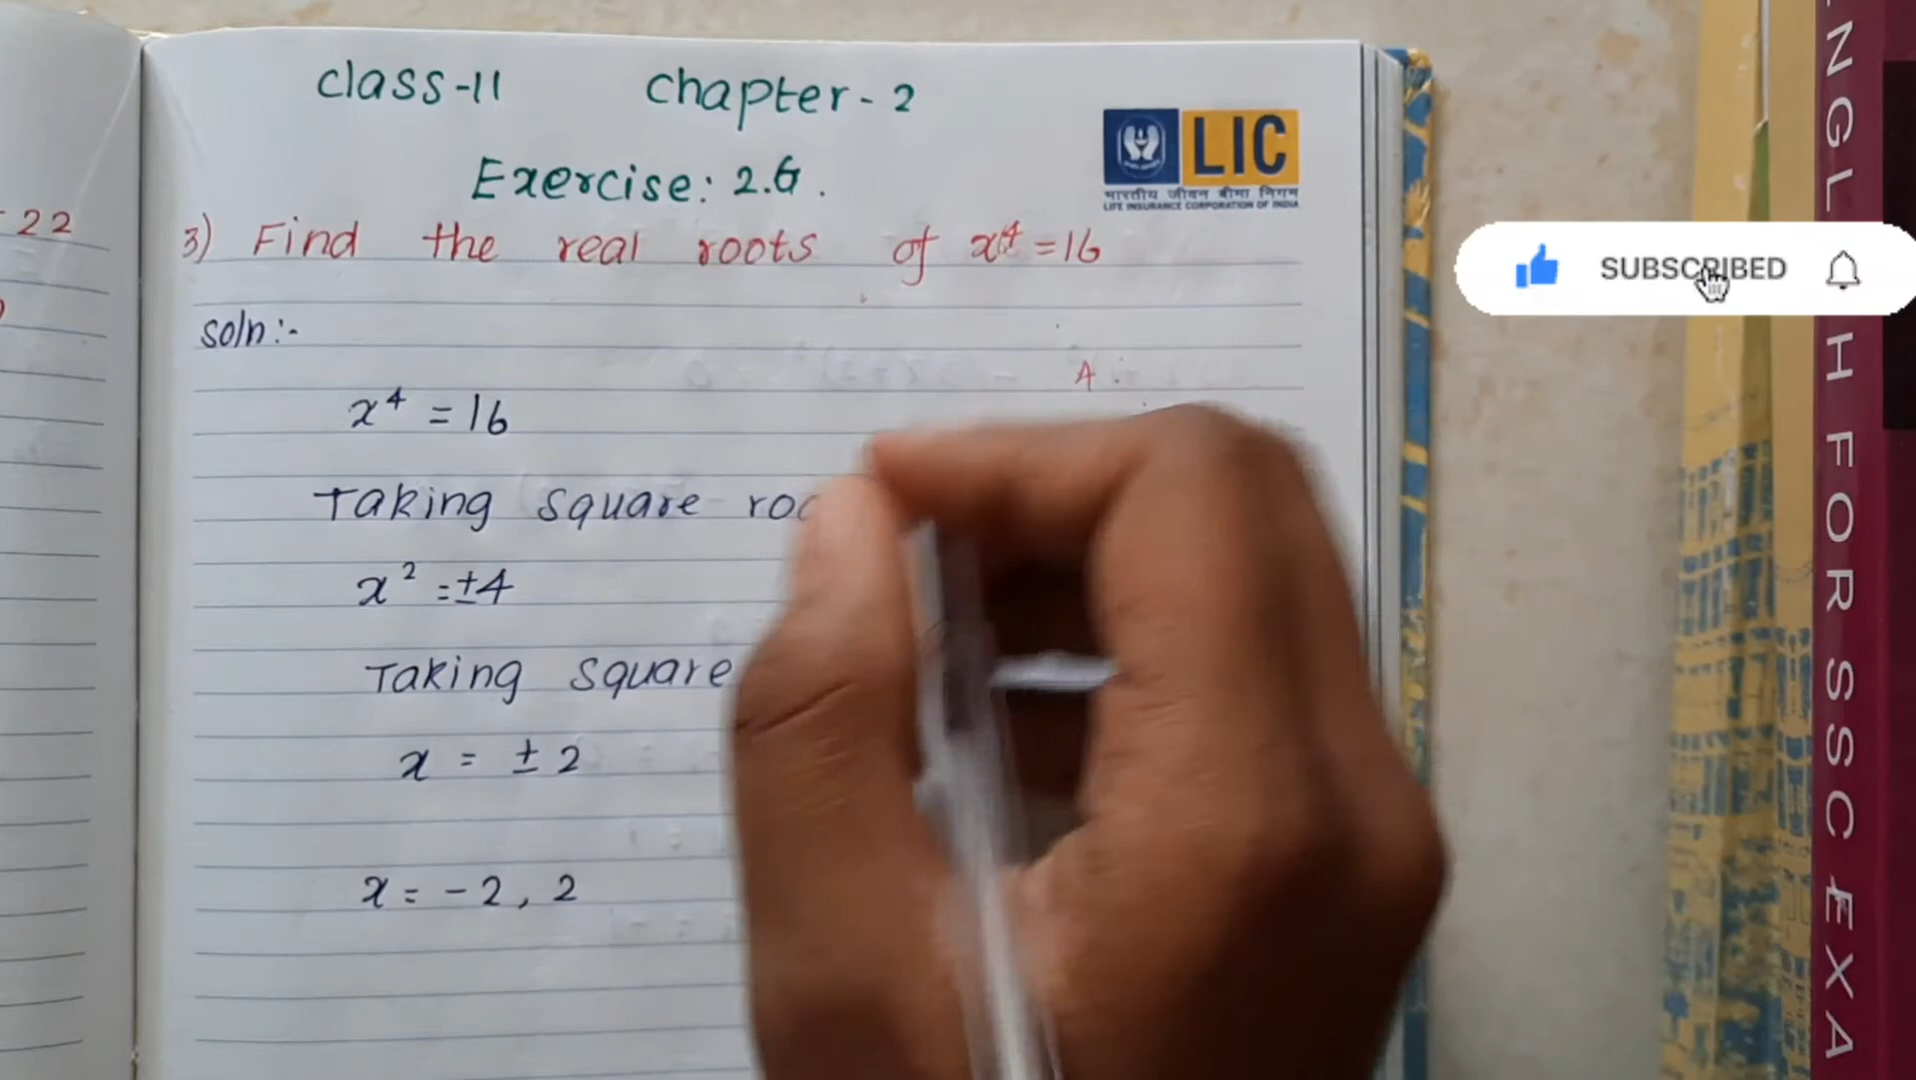 class-11 chapter-2
Exercise: 2.6.
LIC
भारतीय जीवन बीमा निगम
LIFE INSURANCE CORPORATION OF INDIA
22
3) Find the real roots of x⁴ = 16
soln:-
x⁴ = 16
Taking square
x² = ±4
Taking square
x = ± 2
x = -2, 2
SUBSCRIBED
FOR SSC EXA